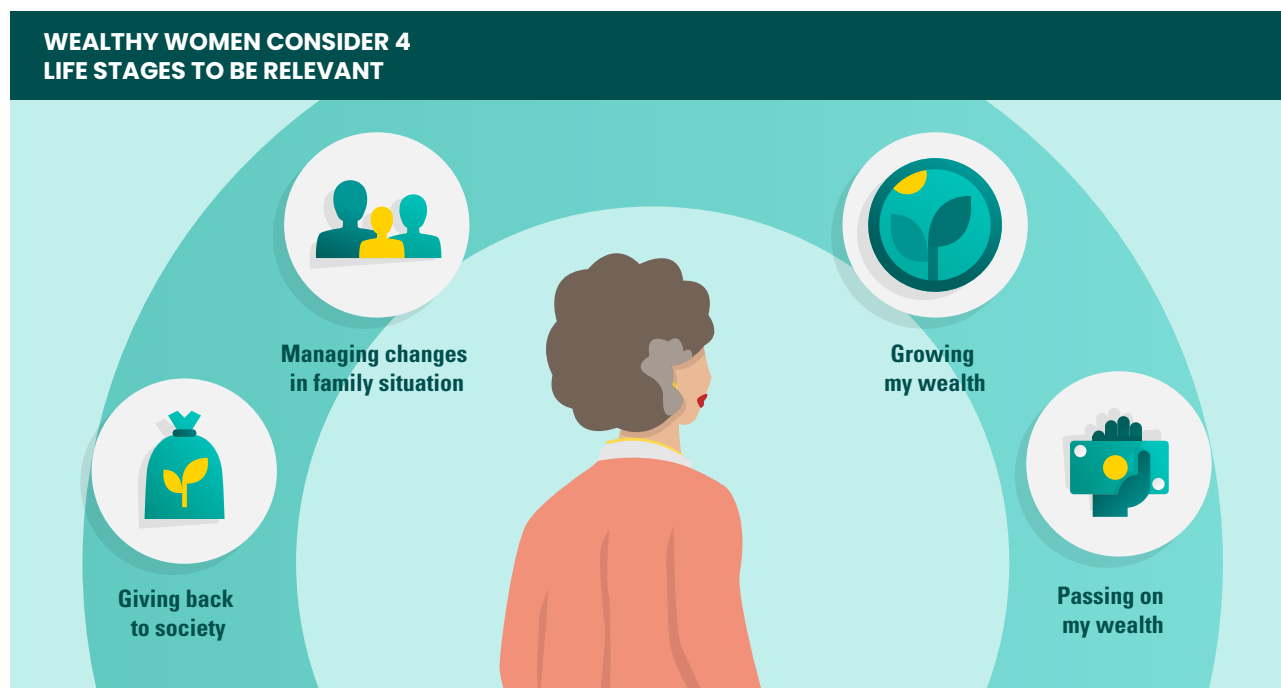 WEALTHY WOMEN CONSIDER 4
LIFE STAGES TO BE RELEVANT
Managing changes
in family situation
Growing
my wealth
Giving back
to society
Passing on
my wealth